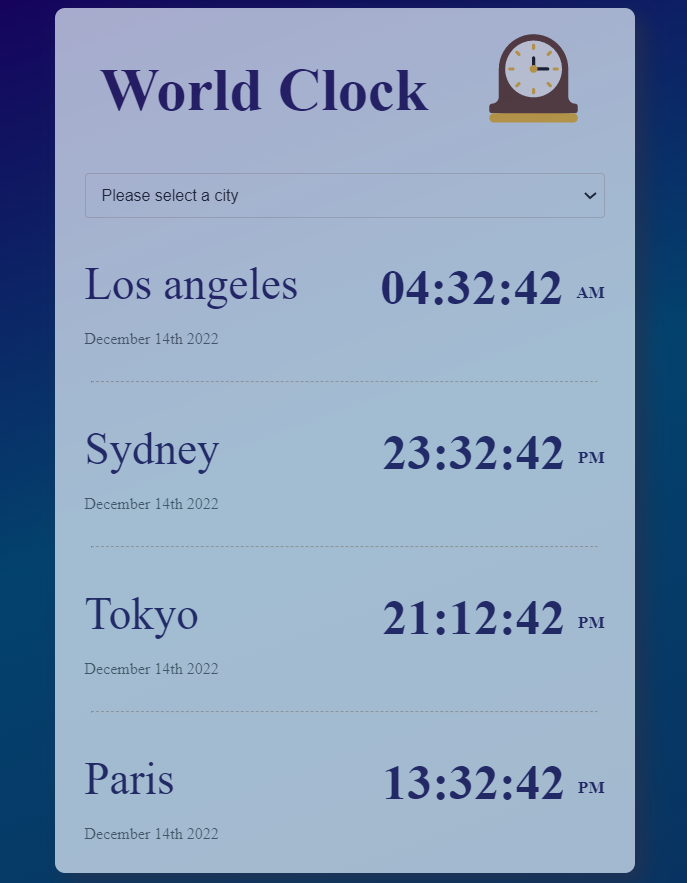 World Clock
Please select a city
Los angeles 04:32:42 AM
December 14th 2022
Sydney 23:32:42 PM
December 14th 2022
Tokyo 21:12:42 PM
December 14th 2022
Paris 13:32:42 PM
December 14th 2022